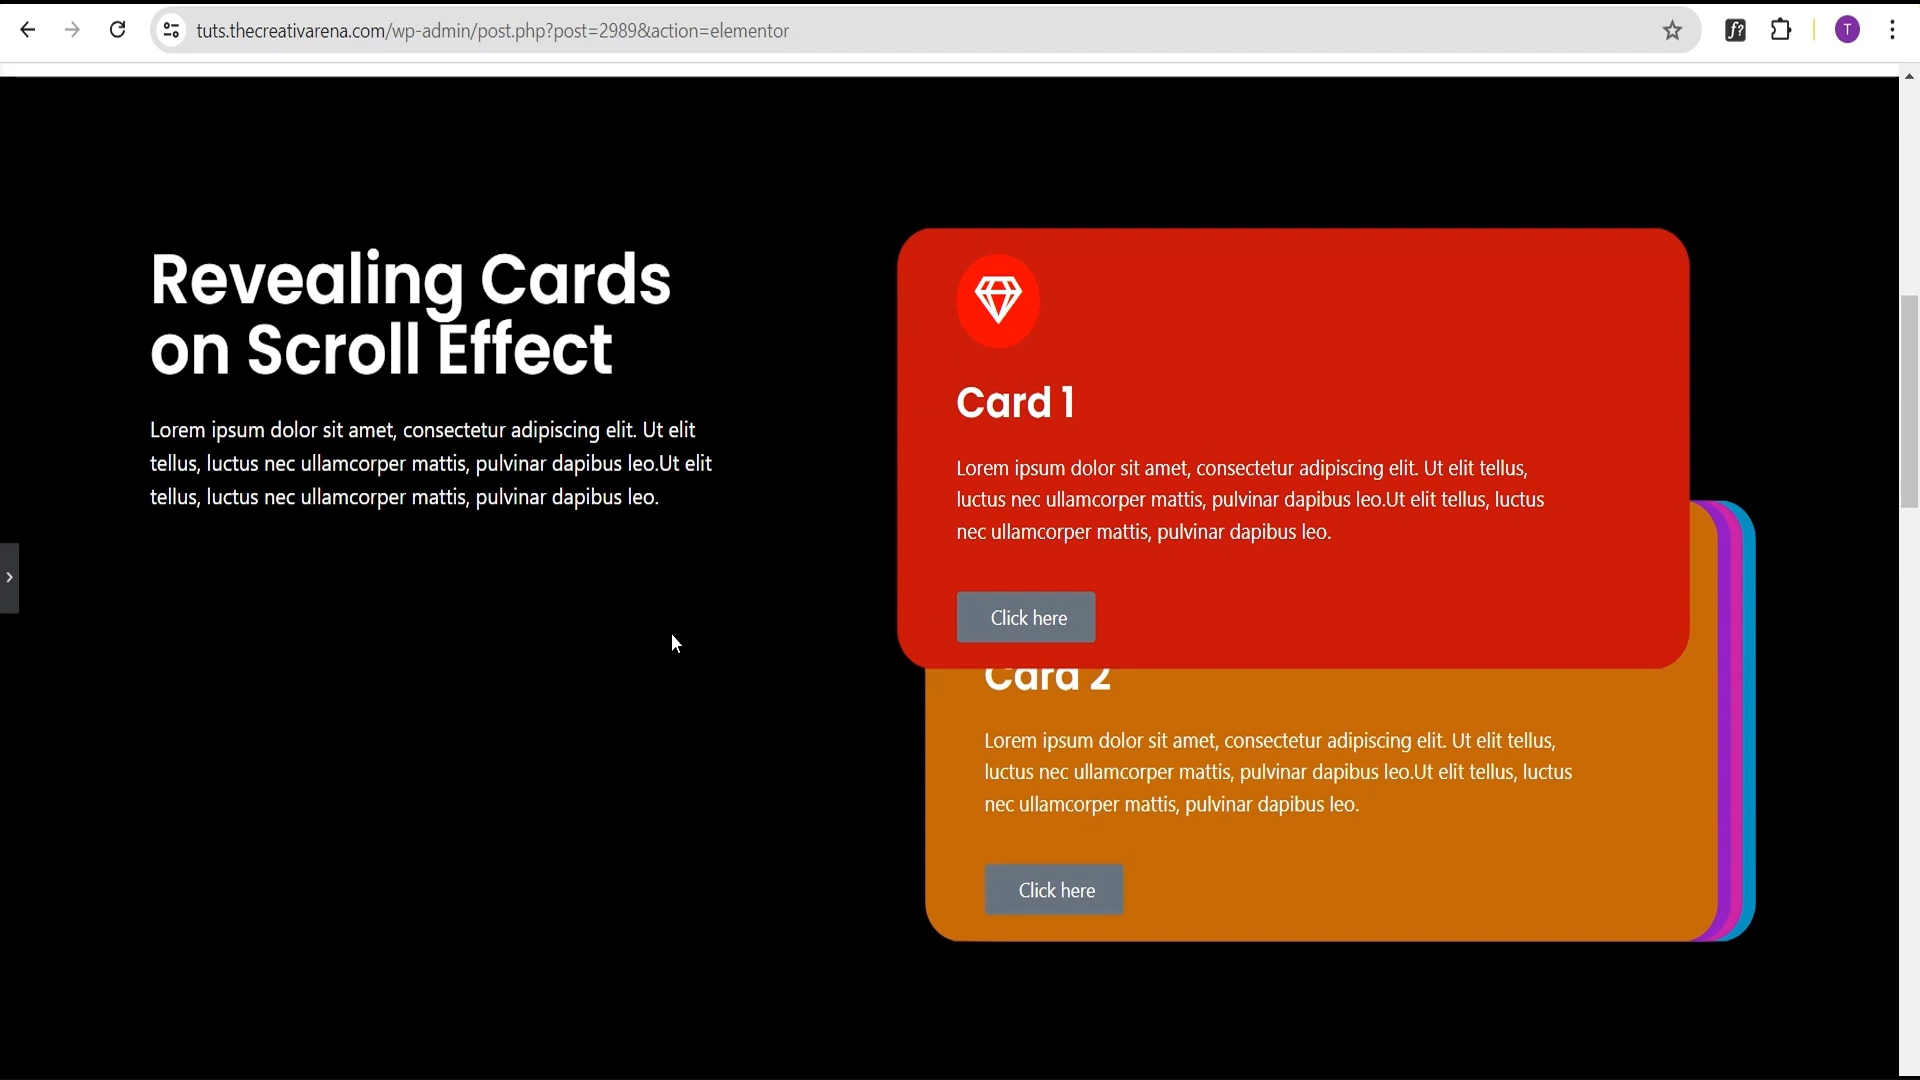 tuts.thecreativarena.com/wp-admin/post.php?post=2989&action=elementor
f?
T
Revealing Cards
on Scroll Effect
Lorem ipsum dolor sit amet, consectetur adipiscing elit. Ut elit
tellus, luctus nec ullamcorper mattis, pulvinar dapibus leo.Ut elit
tellus, luctus nec ullamcorper mattis, pulvinar dapibus leo.
Card 1
Lorem ipsum dolor sit amet, consectetur adipiscing elit. Ut elit tellus,
luctus nec ullamcorper mattis, pulvinar dapibus leo.Ut elit tellus, luctus
nec ullamcorper mattis, pulvinar dapibus leo.
Click here
Card 2
Lorem ipsum dolor sit amet, consectetur adipiscing elit. Ut elit tellus,
luctus nec ullamcorper mattis, pulvinar dapibus leo.Ut elit tellus, luctus
nec ullamcorper mattis, pulvinar dapibus leo.
Click here